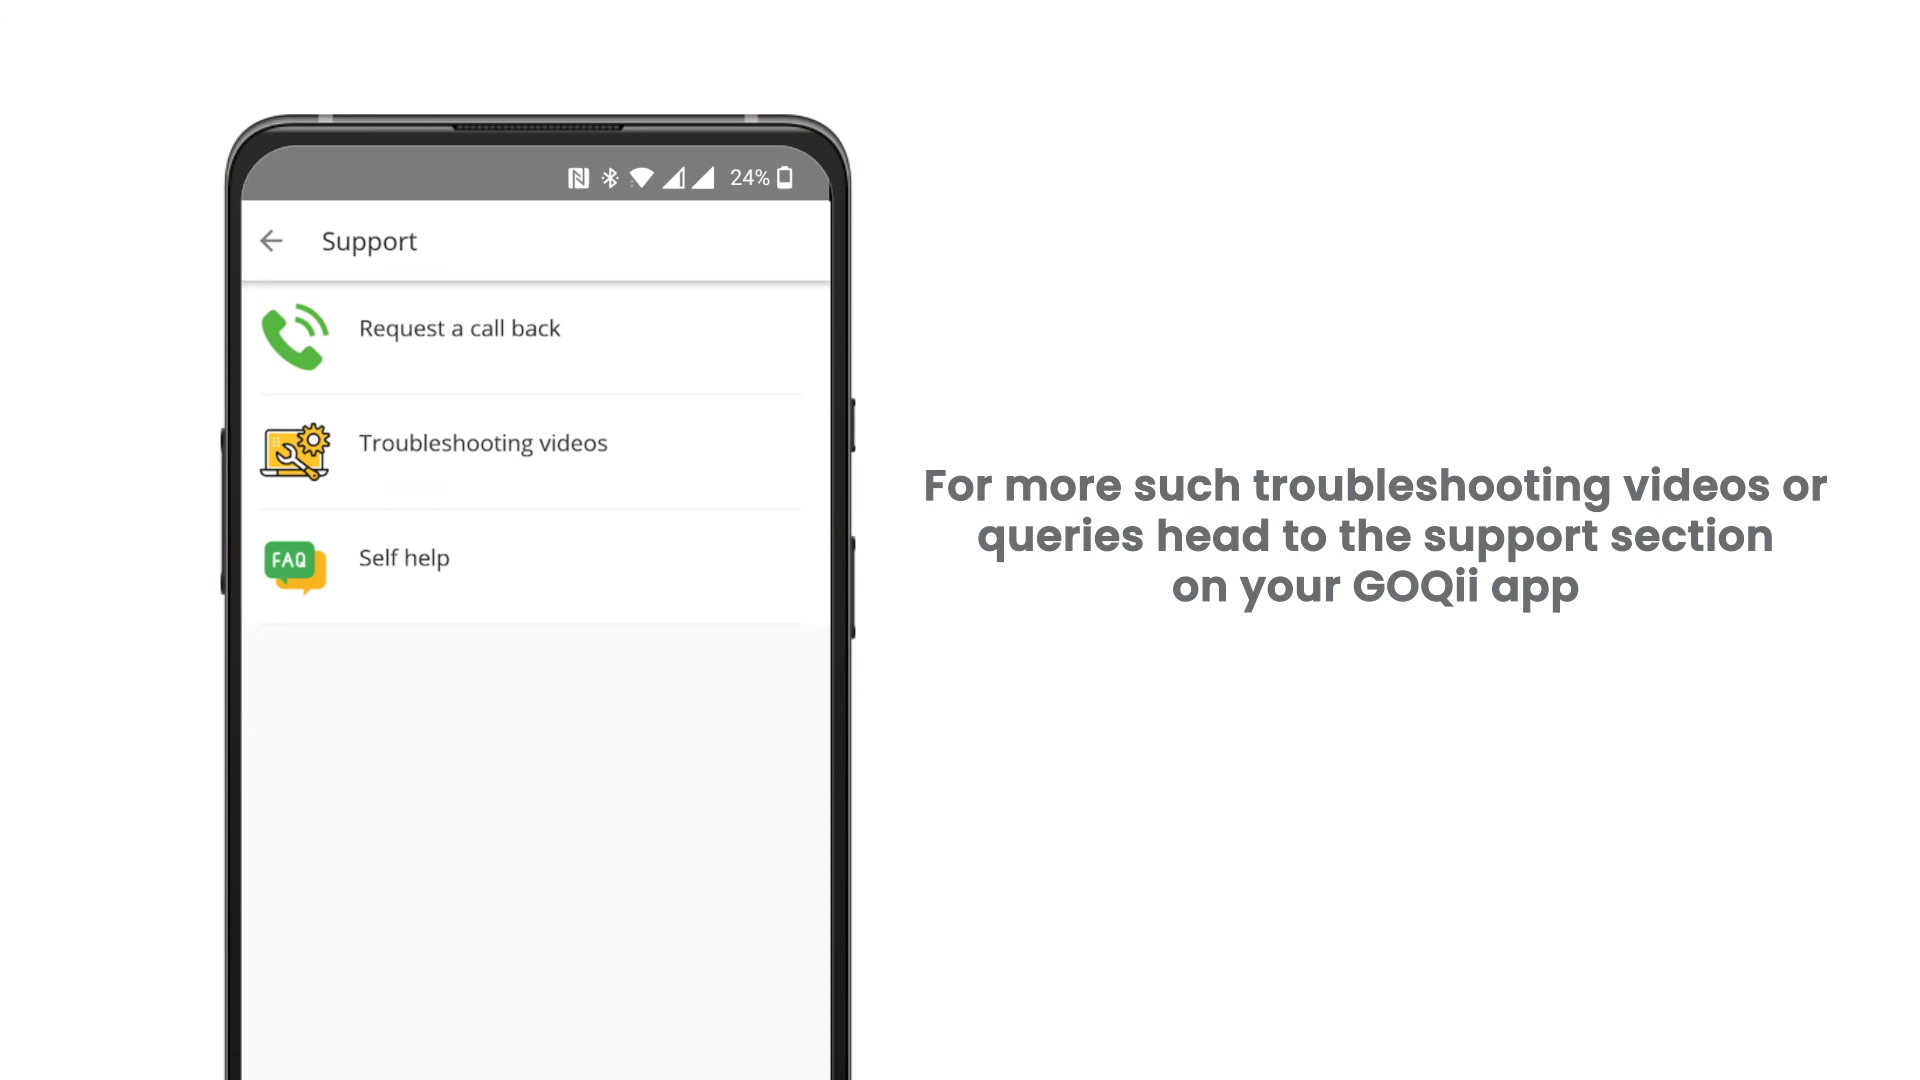 24%
Support
Request a call back
Troubleshooting videos
FAQ
Self help
For more such troubleshooting videos or
queries head to the support section
on your GOQii app